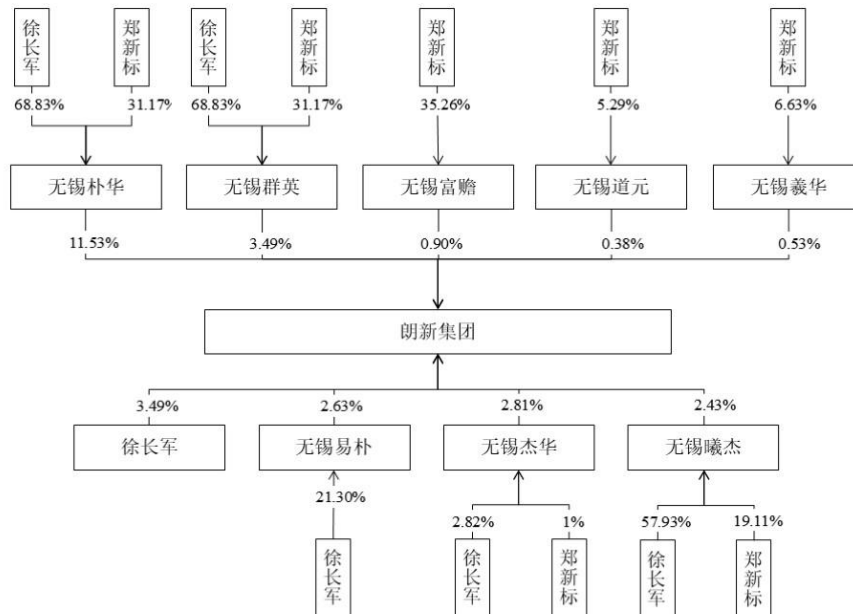 徐长军
郑新标
徐长军
郑新标
郑新标
郑新标
郑新标
68.83%
31.17%
68.83%
31.17%
35.26%
5.29%
6.63%
无锡朴华
无锡群英
无锡富赡
无锡道元
无锡羲华
11.53%
3.49%
0.90%
0.38%
0.53%
朗新集团
3.49%
2.63%
2.81%
2.43%
徐长军
无锡易朴
无锡杰华
无锡曦杰
21.30%
2.82%
1%
57.93%
19.11%
徐长军
徐长军
郑新标
徐长军
郑新标